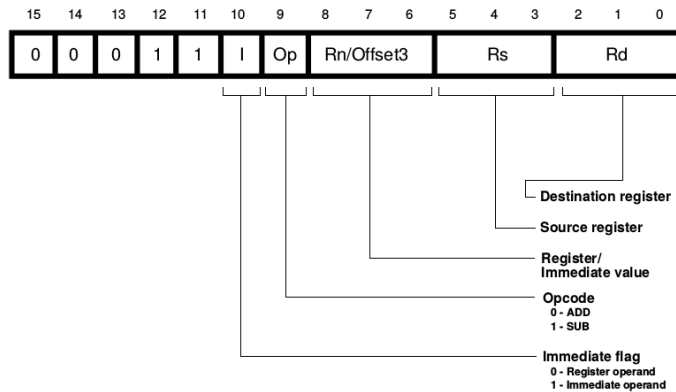 15 14 13 12 11 10 9 8 7 6 5 4 3 2 1 0
0 0 0 1 1 I Op Rn/Offset3 Rs Rd
Destination register
Source register
Register/
Immediate value
Opcode
0 - ADD
1 - SUB
Immediate flag
0 - Register operand
1 - Immediate operand